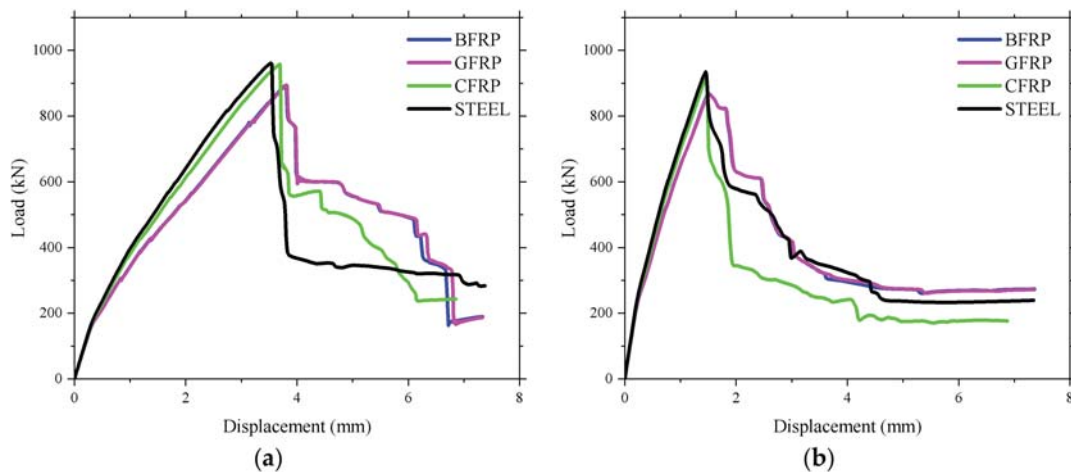 BFRP
GFRP
CFRP
STEEL
1000
800
600
400
200
0
Load (kN)
0 2 4 6 8
Displacement (mm)
(a)
BFRP
GFRP
CFRP
STEEL
1000
800
600
400
200
0
Load (kN)
0 2 4 6 8
Displacement (mm)
(b)